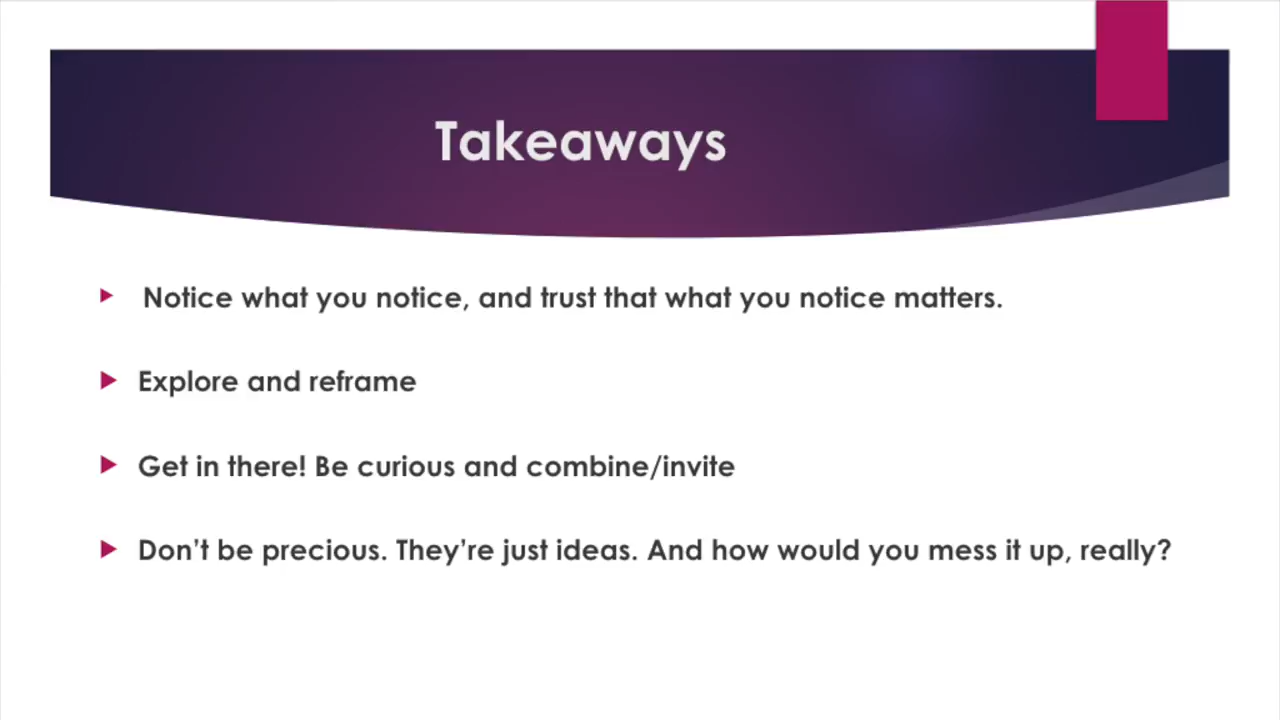 Takeaways
Notice what you notice, and trust that what you notice matters.
Explore and reframe
Get in there! Be curious and combine/invite
Don’t be precious. They’re just ideas. And how would you mess it up, really?